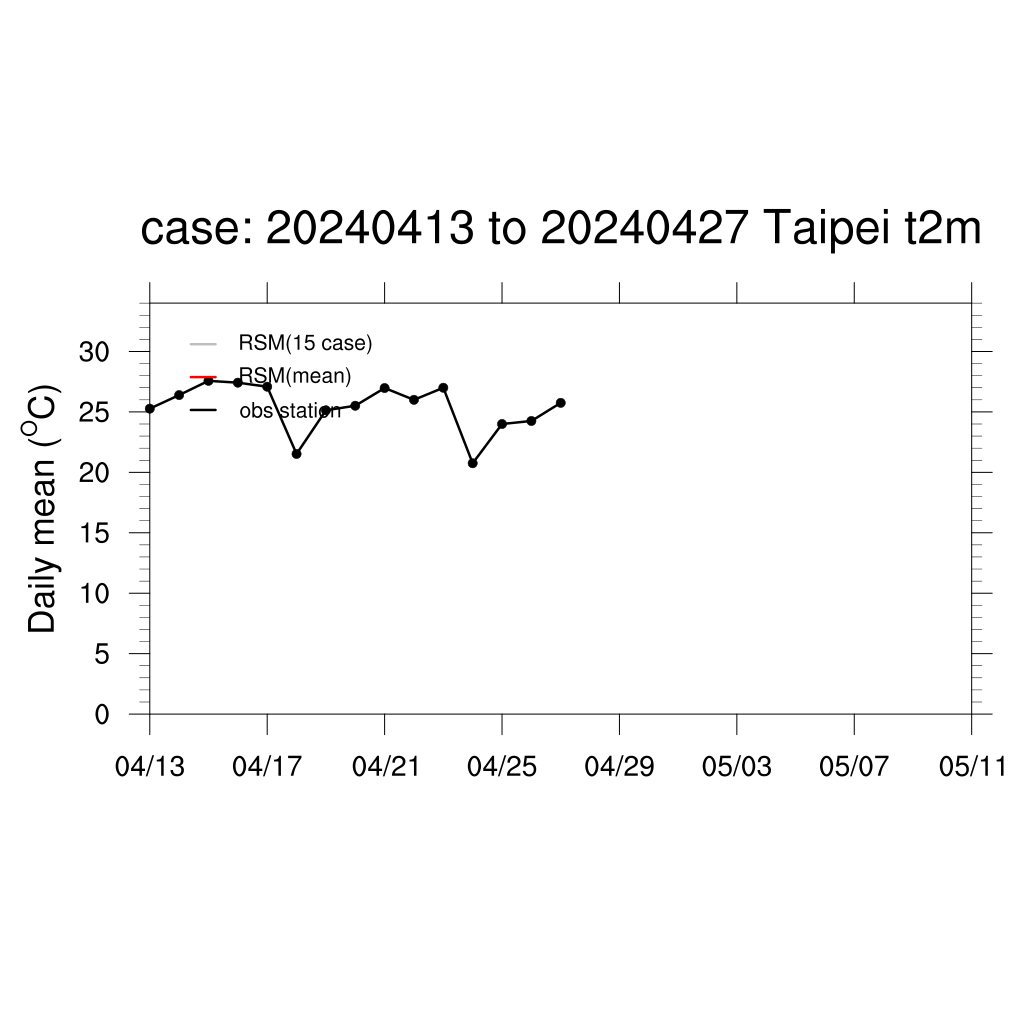 case: 20240413 to 20240427 Taipei t2m
RSM(15 case)
RSM(mean)
obs station
Daily mean (°C)
30
25
20
15
10
5
0
04/13 04/17 04/21 04/25 04/29 05/03 05/07 05/11